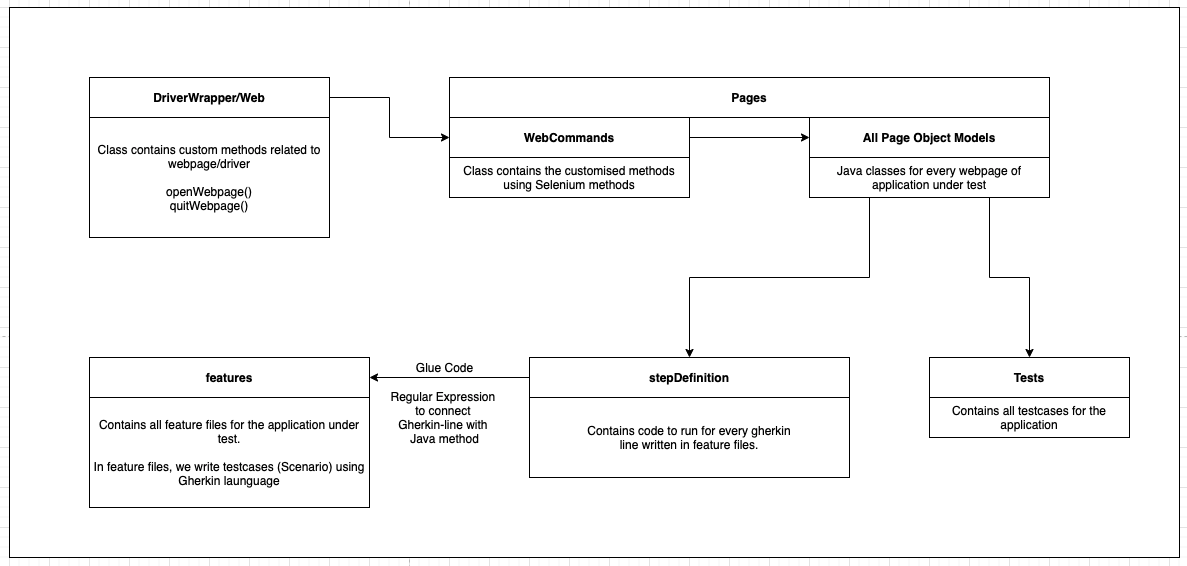 DriverWrapper/Web
Class contains custom methods related to
webpage/driver
openWebpage()
quitWebpage()
Pages
WebCommands
Class contains the customised methods
using Selenium methods
All Page Object Models
Java classes for every webpage of
application under test
features
Contains all feature files for the application under
test.
In feature files, we write testcases (Scenario) using
Gherkin launguage
Glue Code
Regular Expression
to connect
Gherkin-line with
Java method
stepDefinition
Contains code to run for every gherkin
line written in feature files.
Tests
Contains all testcases for the
application